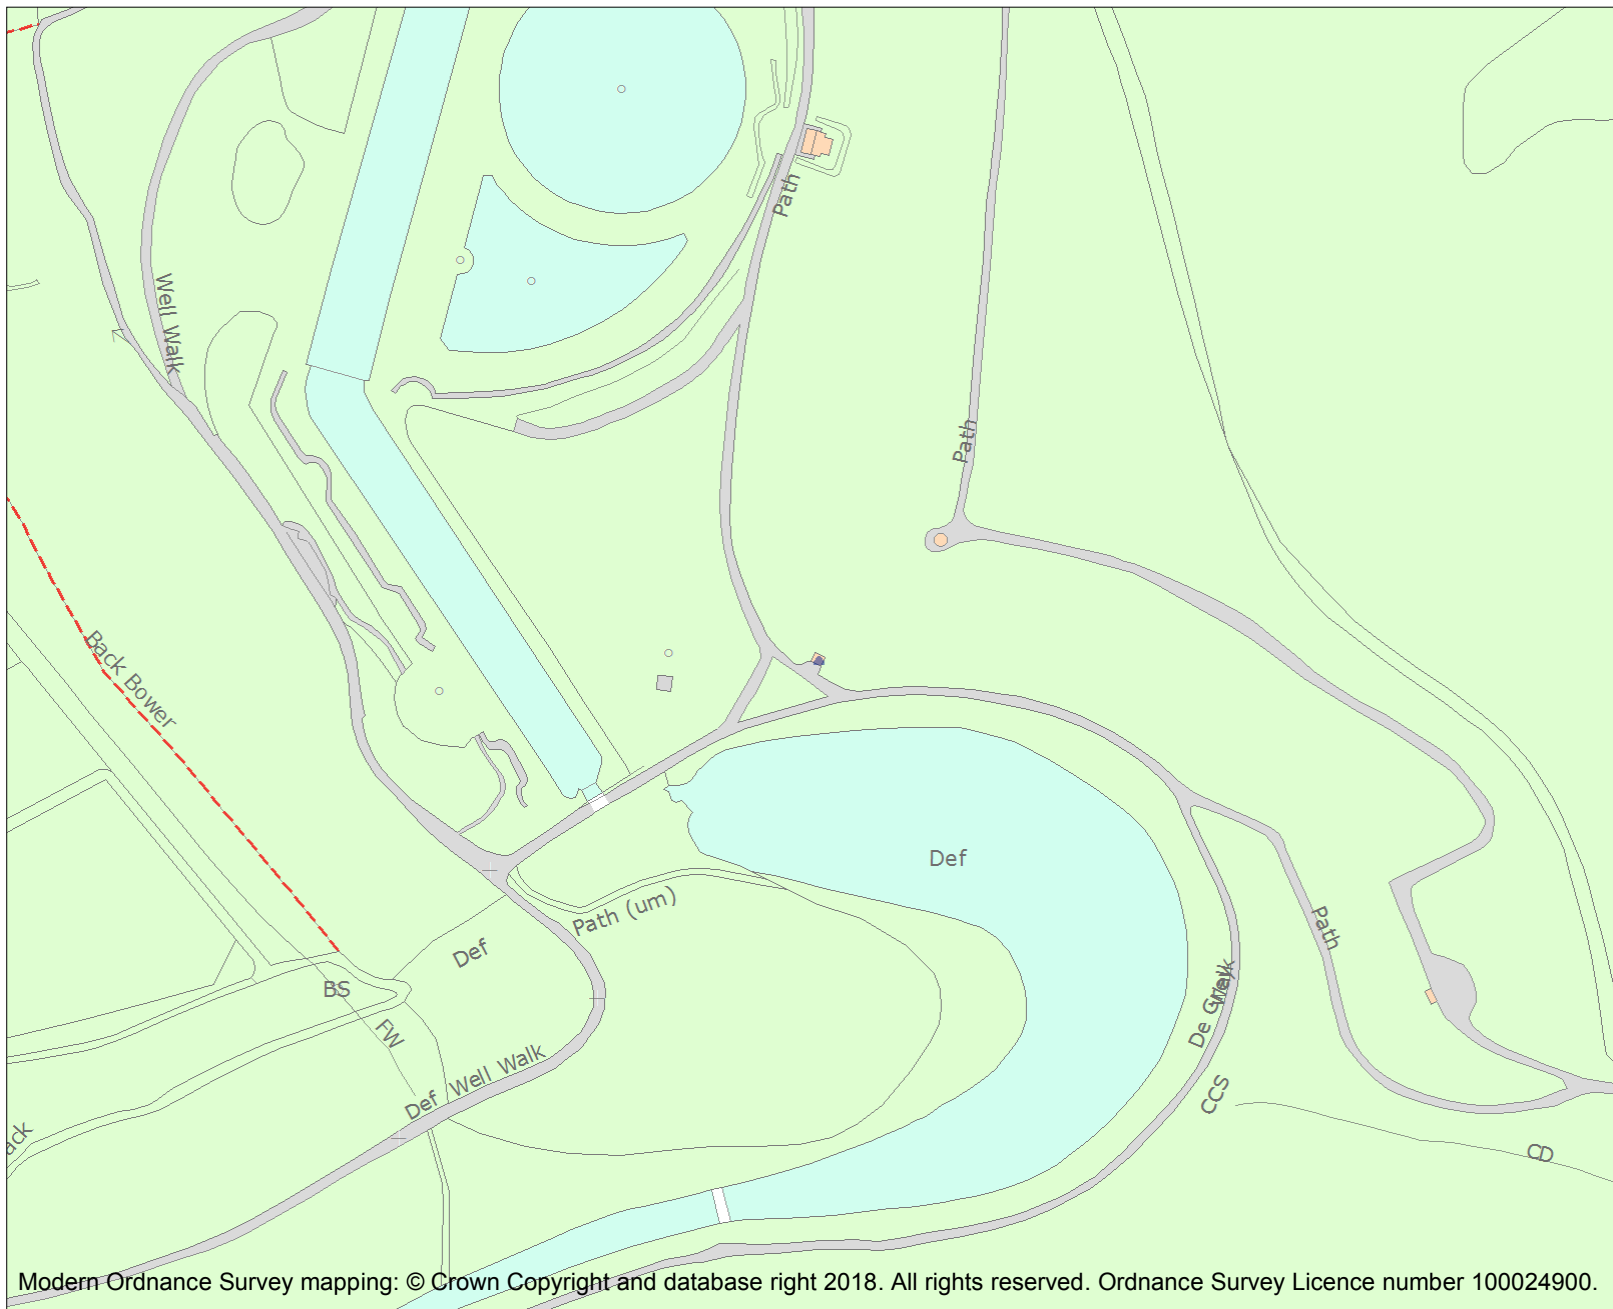 Path
Well Walk
Path
Back Bower
Def
Path (um)
Path
Def
De Grey
Walk
BS
FW
Def
Well Walk
CCS
ack
CD
Modern Ordnance Survey mapping: © Crown Copyright and database right 2018. All rights reserved. Ordnance Survey Licence number 100024900.